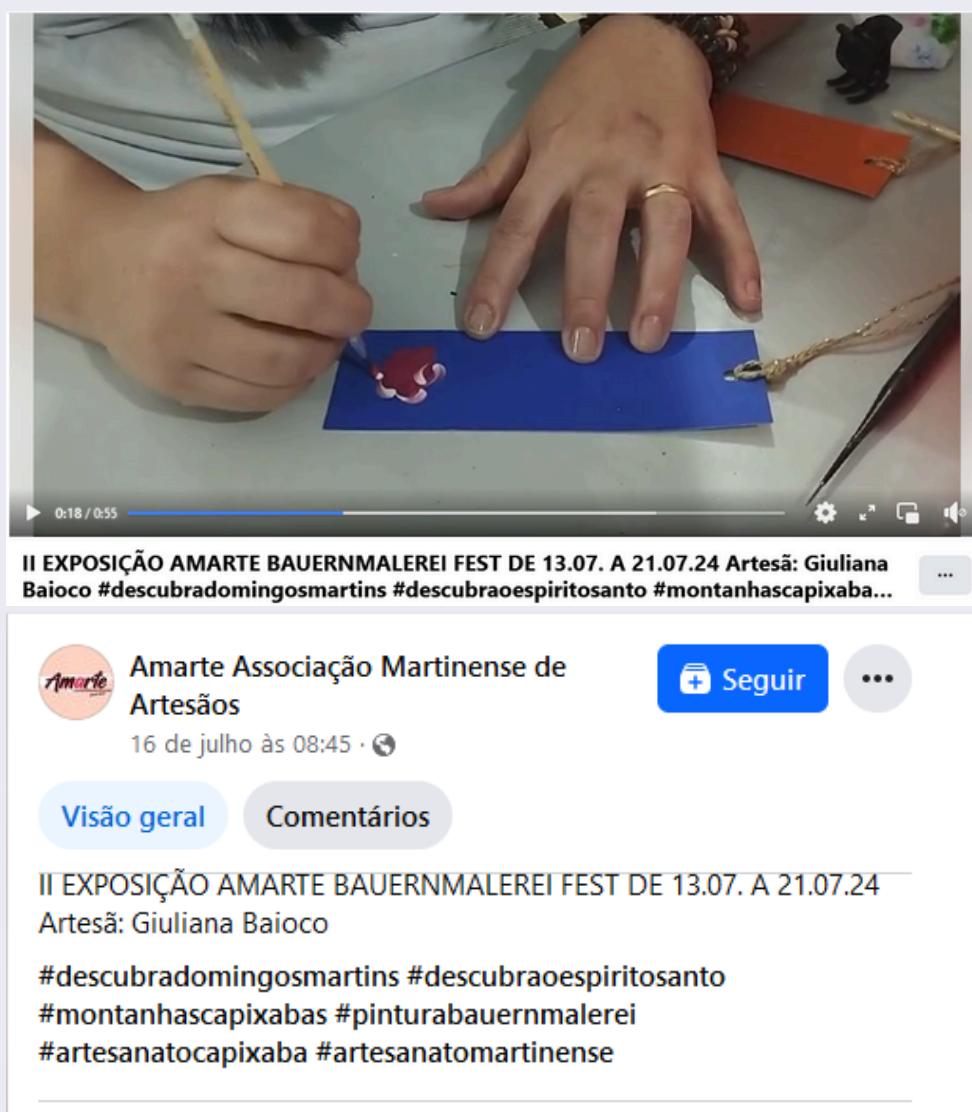 0:18 / 0:55
II EXPOSIÇÃO AMARTE BAUERNMALEREI FEST DE 13.07. A 21.07.24 Artesã: Giuliana
Baioco #descubradomingosmartins #descubraoespiritosanto #montanhascapixaba...
Amarte
Amarte Associação Martinense de
Artesãos
Seguir
16 de julho às 08:45 ·
Visão geral
Comentários
II EXPOSIÇÃO AMARTE BAUERNMALEREI FEST DE 13.07. A 21.07.24
Artesã: Giuliana Baioco
#descubradomingosmartins #descubraoespiritosanto
#montanhascapixabas #pinturabauernmalerei
#artesanatocapixaba #artesanatomartinense